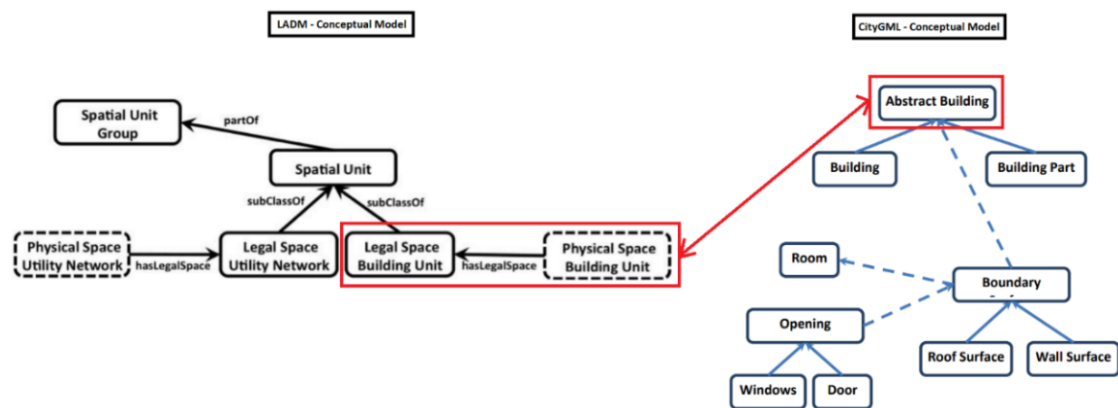 LADM - Conceptual Model
CityGML - Conceptual Model
Abstract Building
Spatial Unit
Group
partOf
Building
Building Part
Spatial Unit
subClassOf
subClassOf
Physical Space
Utility Network
hasLegalSpace
Legal Space
Utility Network
Legal Space
Building Unit
hasLegalSpace
Physical Space
Building Unit
Room
Boundary
Opening
Roof Surface
Wall Surface
Windows
Door